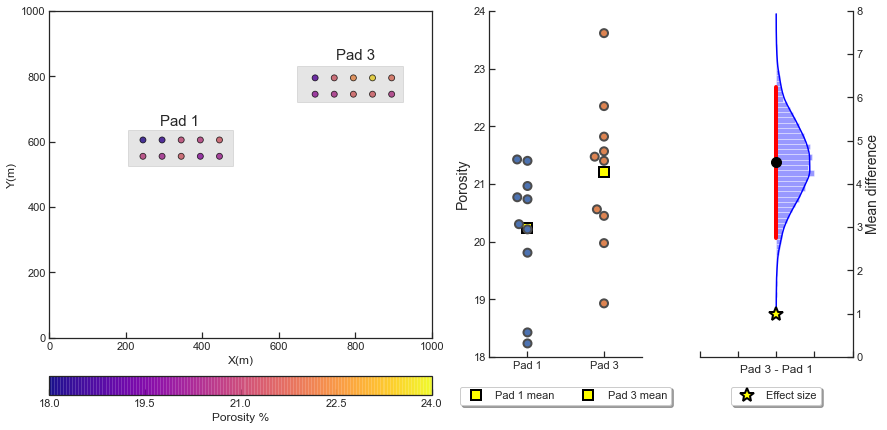 1000
800
600
400
200
0
Y(m)
Pad 3
Pad 1
0 200 400 600 800 1000
X(m)
18.0 19.5 21.0 22.5 24.0
Porosity %
24
23
22
21
20
19
18
Porosity
Pad 1 Pad 3
Pad 1 mean Pad 3 mean
8
7
6
5
4
3
2
1
0
Mean difference
Pad 3 - Pad 1
Effect size